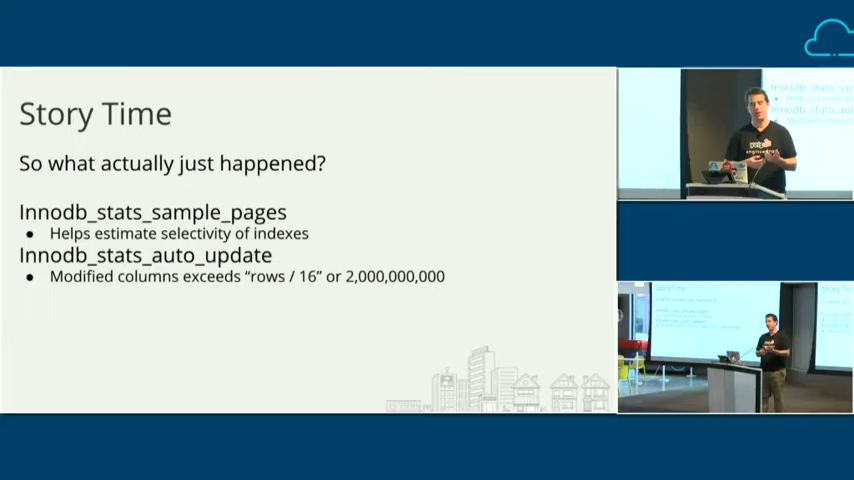 Story Time
So what actually just happened?
Innodb_stats_sample_pages
● Helps estimate selectivity of indexes
Innodb_stats_auto_update
● Modified columns exceeds “rows / 16” or 2,000,000,000